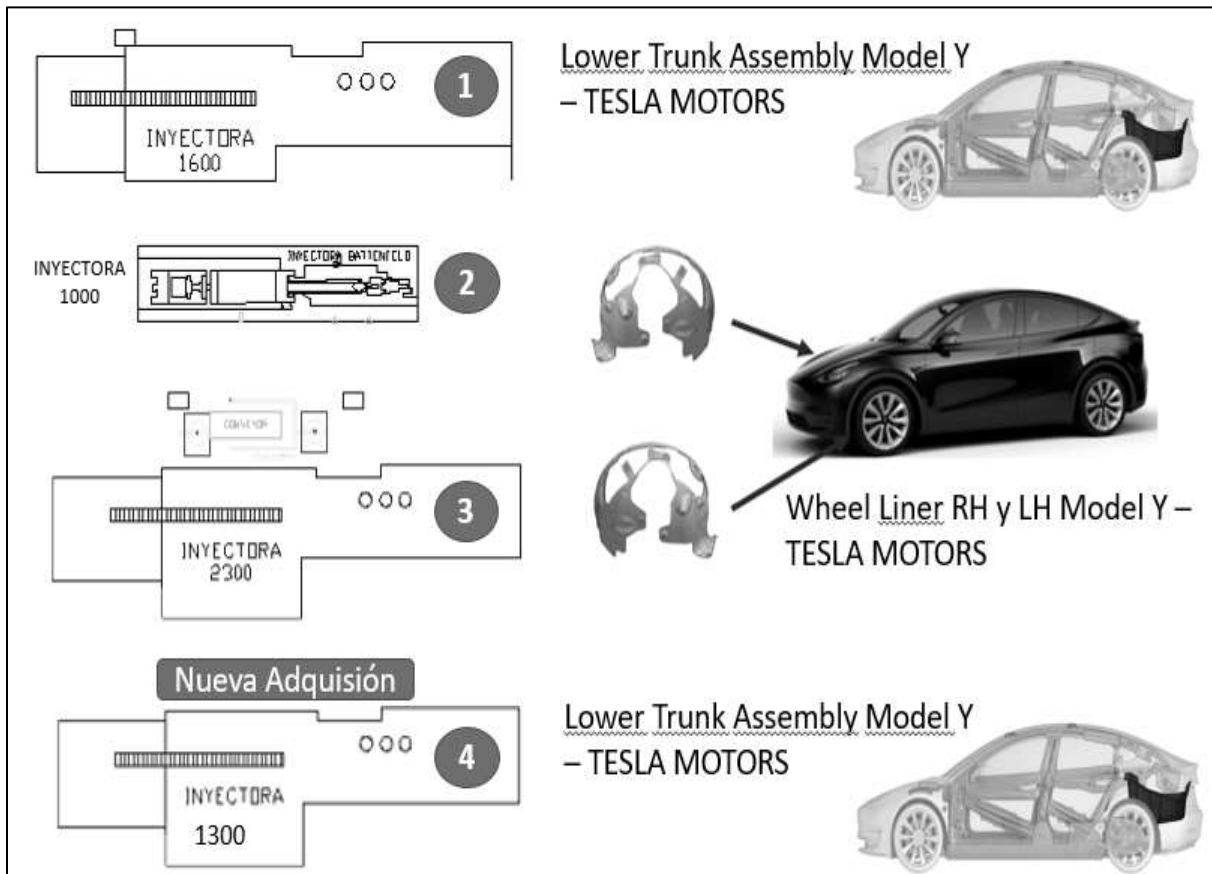 1
INYECTORA
1600
Lower Trunk Assembly Model Y
– TESLA MOTORS
INYECTORA
1000
INYECTORA BATTENFELD
2
CONVEYOR
3
INYECTORA
2300
Wheel Liner RH y LH Model Y –
TESLA MOTORS
Nueva Adquisión
4
INYECTORA
1300
Lower Trunk Assembly Model Y
– TESLA MOTORS